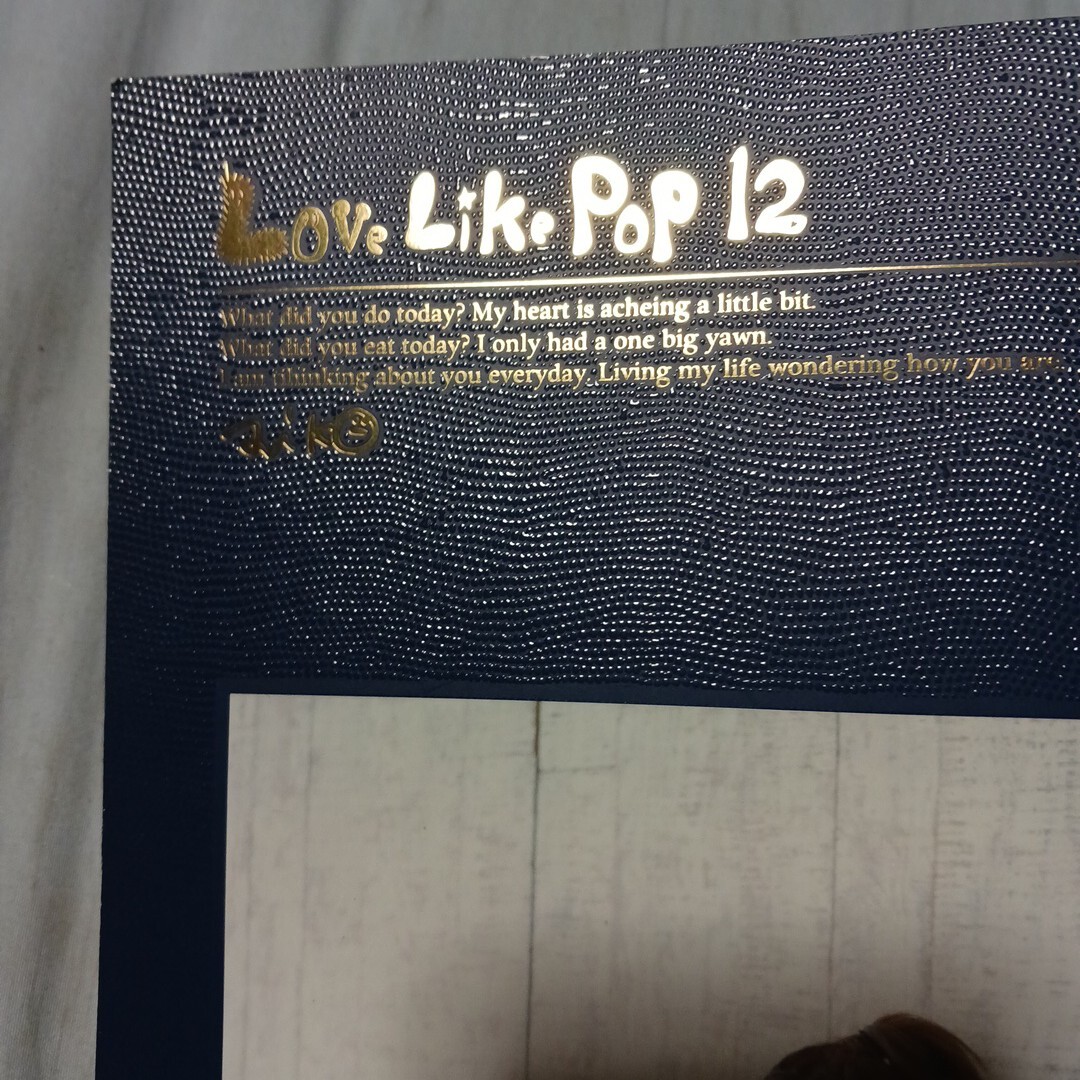 Love Like Pop 12
What did you do today? My heart is acheing a little bit.
What did you eat today? I only had a one big yawn.
I am thinking about you everyday. Living my life wondering how you are.
aiko